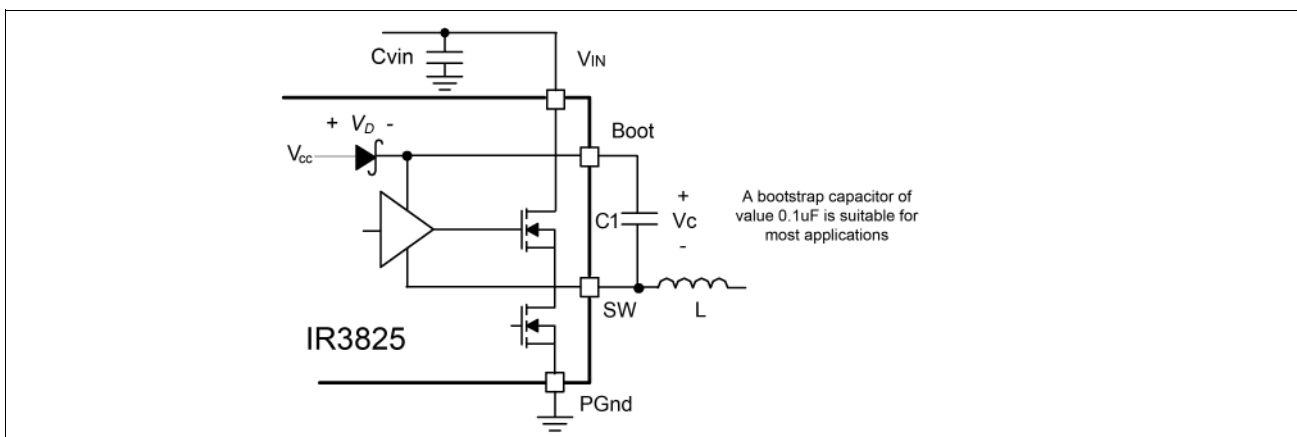 Cvin
VIN
+ VD -
Boot
Vcc
+
C1
Vc
-
A bootstrap capacitor of
value 0.1uF is suitable for
most applications
SW
L
IR3825
PGnd